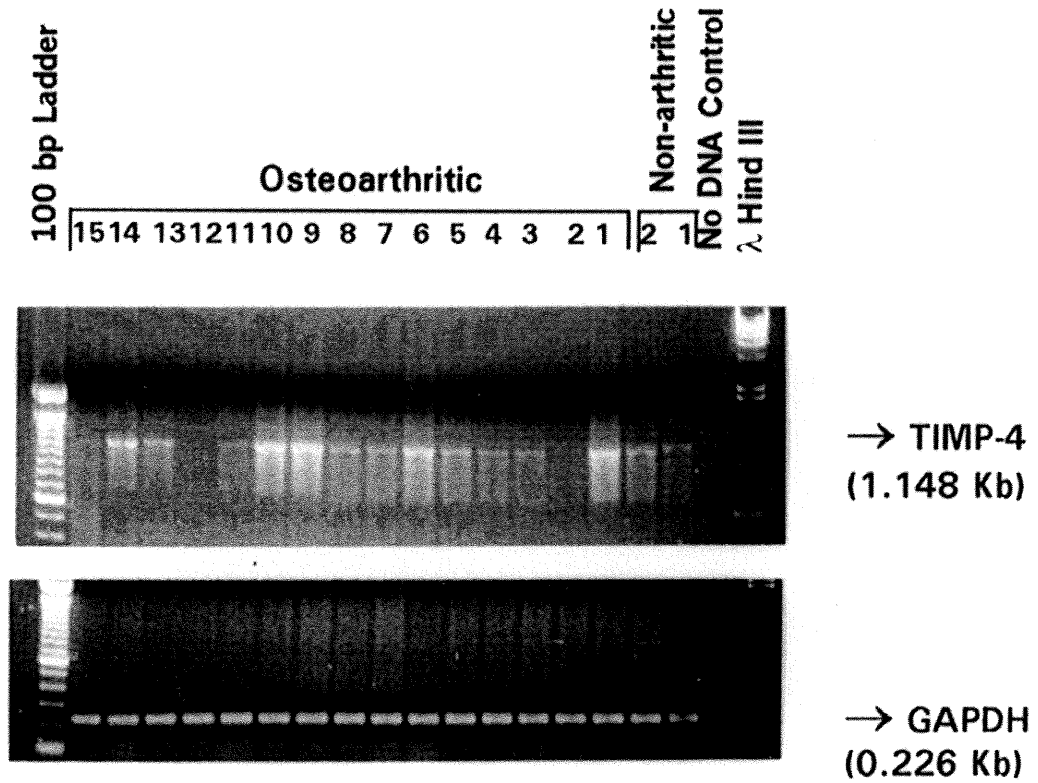 100 bp Ladder
Osteoarthritic
15 14 13 12 11 10 9 8 7 6 5 4 3 2 1
Non-arthritic
2 1
No DNA Control
λ Hind III
→ TIMP-4
(1.148 Kb)
→ GAPDH
(0.226 Kb)